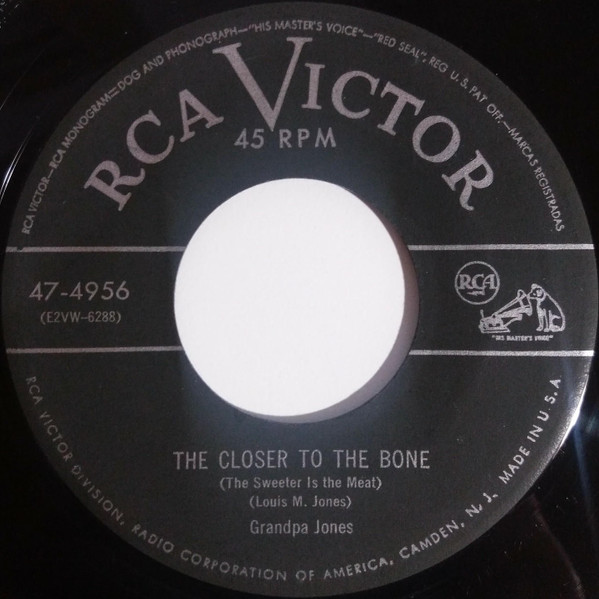 RCA VICTOR—RCA MONOGRAM—DOG AND PHONOGRAPH—"HIS MASTER'S VOICE"—"RED SEAL", REG U.S. PAT OFF.—MARCAS REGISTRADAS
RCA VICTOR
45 RPM
47-4956
(E2VW-6288)
RCA
"HIS MASTER'S VOICE"
THE CLOSER TO THE BONE
(The Sweeter Is the Meat)
(Louis M. Jones)
Grandpa Jones
RCA VICTOR DIVISION, RADIO CORPORATION OF AMERICA, CAMDEN, N. J. MADE IN U.S.A